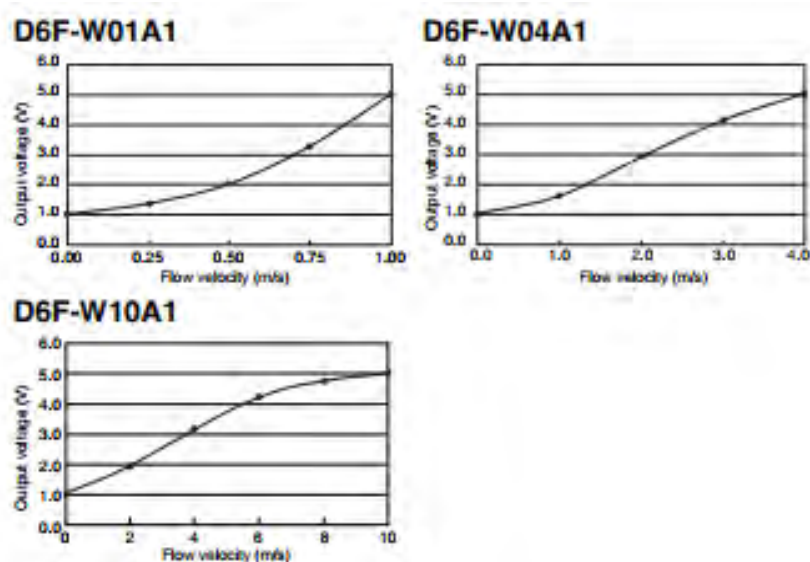 D6F-W01A1
6.0
5.0
4.0
3.0
2.0
1.0
0.0
Output voltage (V)
0.00 0.25 0.50 0.75 1.00
Flow velocity (m/s)
D6F-W04A1
6.0
5.0
4.0
3.0
2.0
1.0
0.0
Output voltage (V)
0.0 1.0 2.0 3.0 4.0
Flow velocity (m/s)
D6F-W10A1
6.0
5.0
4.0
3.0
2.0
1.0
0.0
Output voltage (V)
0 2 4 6 8 10
Flow velocity (m/s)